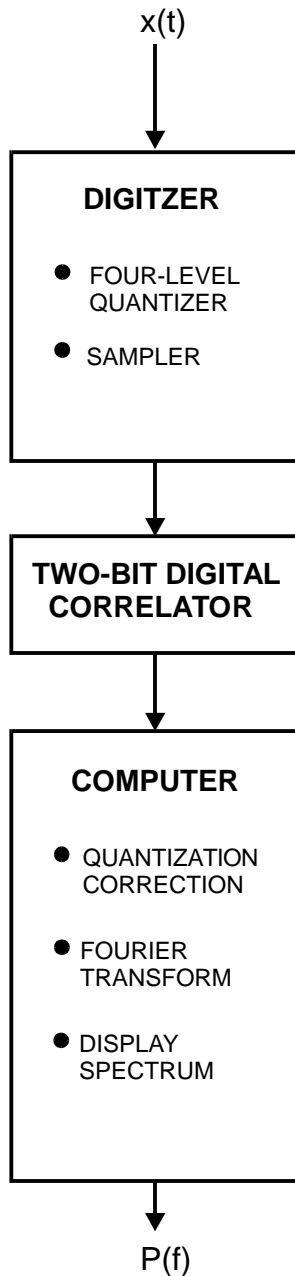 x(t)
DIGITZER
● FOUR-LEVEL
QUANTIZER
● SAMPLER
TWO-BIT DIGITAL
CORRELATOR
COMPUTER
● QUANTIZATION
CORRECTION
● FOURIER
TRANSFORM
● DISPLAY
SPECTRUM
P(f)